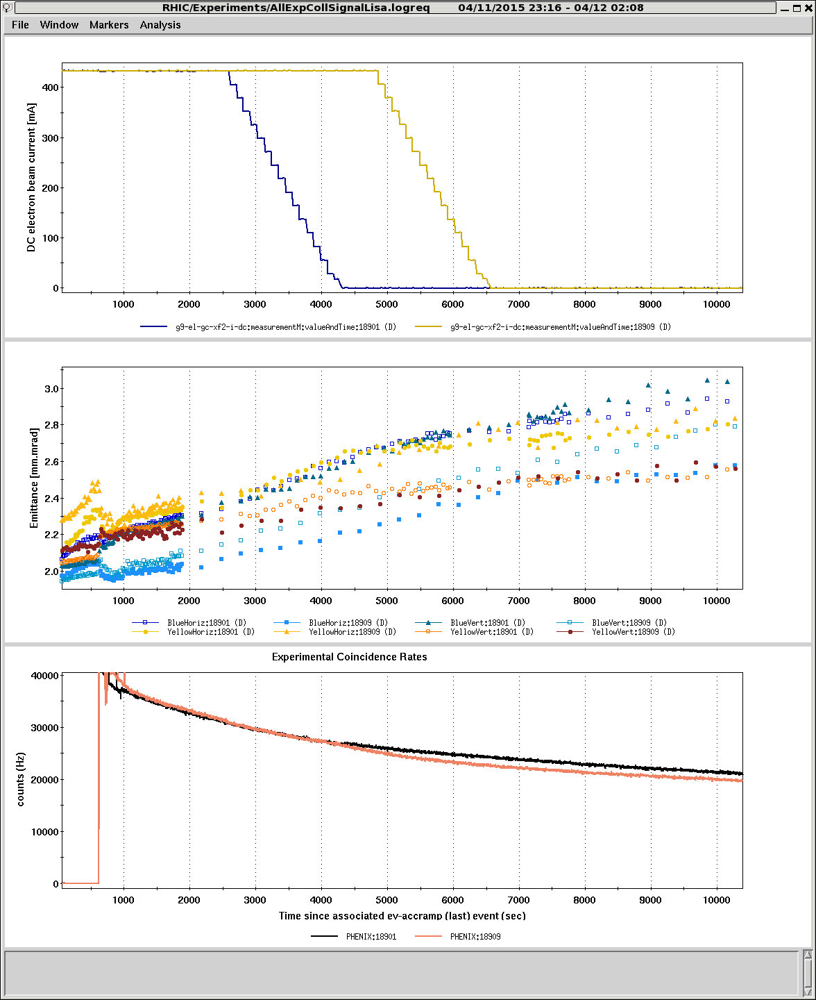 RHIC/Experiments/AllExpCollSignalLisa.logreq 04/11/2015 23:16 - 04/12 02:08
File Window Markers Analysis
DC electron beam current [mA]
400
300
200
100
0
1000 2000 3000 4000 5000 6000 7000 8000 9000 10000
g9-el-gc-xf2-i-dc:measurementM:valueAndTime:18901 (D) g9-el-gc-xf2-i-dc:measurementM:valueAndTime:18909 (D)
Emittance [mm.mrad]
3.0
2.8
2.6
2.4
2.2
2.0
1000 2000 3000 4000 5000 6000 7000 8000 9000 10000
BlueHoriz:18901 (D) BlueHoriz:18909 (D) BlueVert:18901 (D) BlueVert:18909 (D)
YellowHoriz:18901 (D) YellowHoriz:18909 (D) YellowVert:18901 (D) YellowVert:18909 (D)
Experimental Coincidence Rates
counts (Hz)
40000
30000
20000
10000
0
1000 2000 3000 4000 5000 6000 7000 8000 9000 10000
Time since associated ev-accramp (last) event (sec)
PHENIX:18901 PHENIX:18909